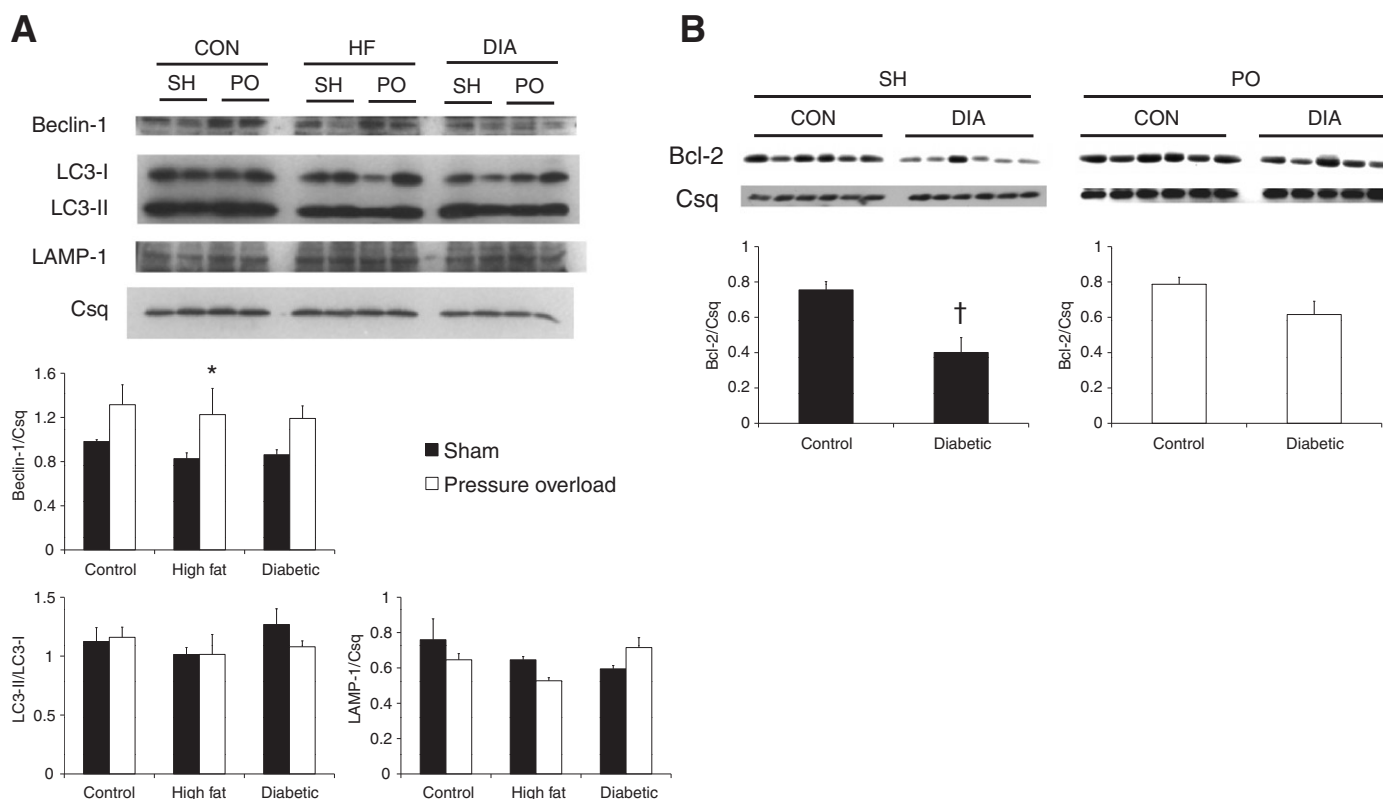 A
CON HF DIA
SH PO SH PO SH PO
Beclin-1
LC3-I
LC3-II
LAMP-1
Csq
1.6
1.2
0.8
0.4
0
Beclin-1/Csq
*
Control High fat Diabetic
Sham
Pressure overload
1.5
1
0.5
0
LC3-II/LC3-I
Control High fat Diabetic
1
0.8
0.6
0.4
0.2
0
LAMP-1/Csq
Control High fat Diabetic
B
SH PO
CON DIA CON DIA
Bcl-2
Csq
1
0.8
0.6
0.4
0.2
0
Bcl-2/Csq
†
Control Diabetic
1
0.8
0.6
0.4
0.2
0
Bcl-2/Csq
Control Diabetic